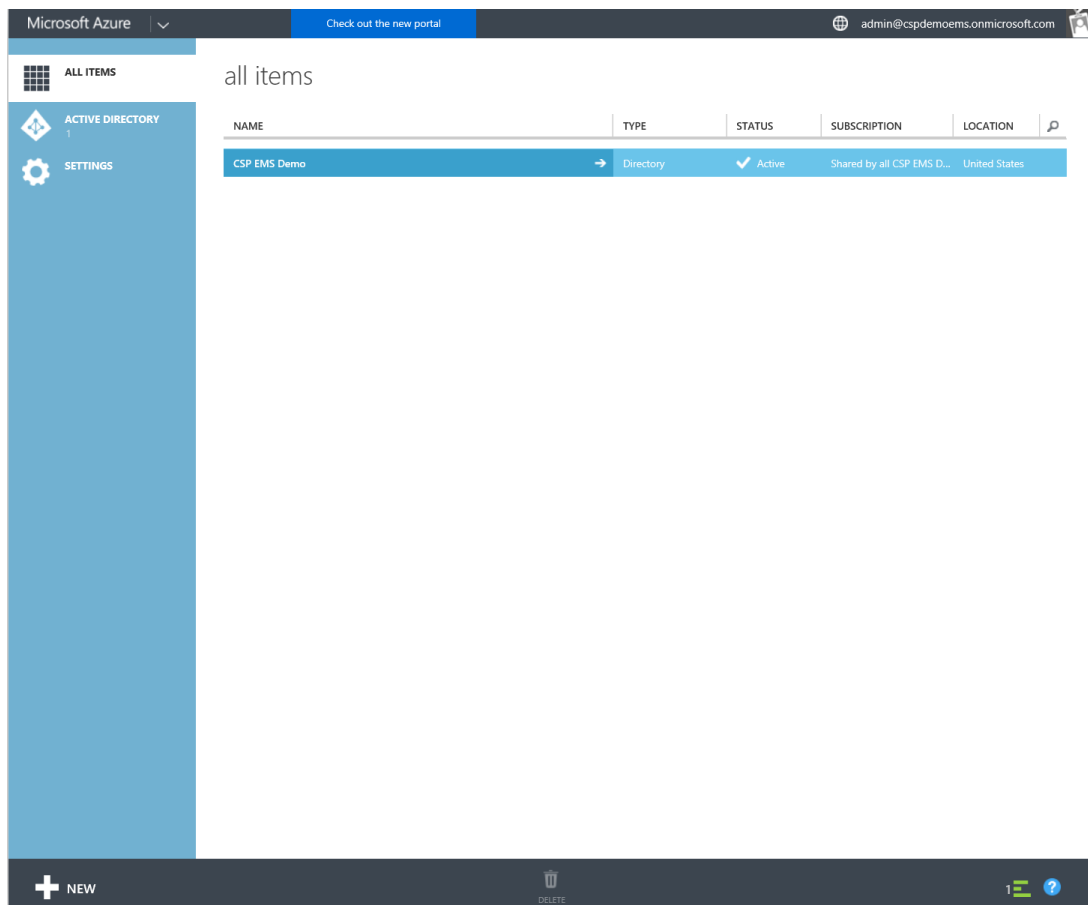 Microsoft Azure
Check out the new portal
admin@cspdemoems.onmicrosoft.com
ALL ITEMS
ACTIVE DIRECTORY
1
SETTINGS
all items
NAME TYPE STATUS SUBSCRIPTION LOCATION
CSP EMS Demo Directory Active Shared by all CSP EMS D... United States
NEW
DELETE
1
?